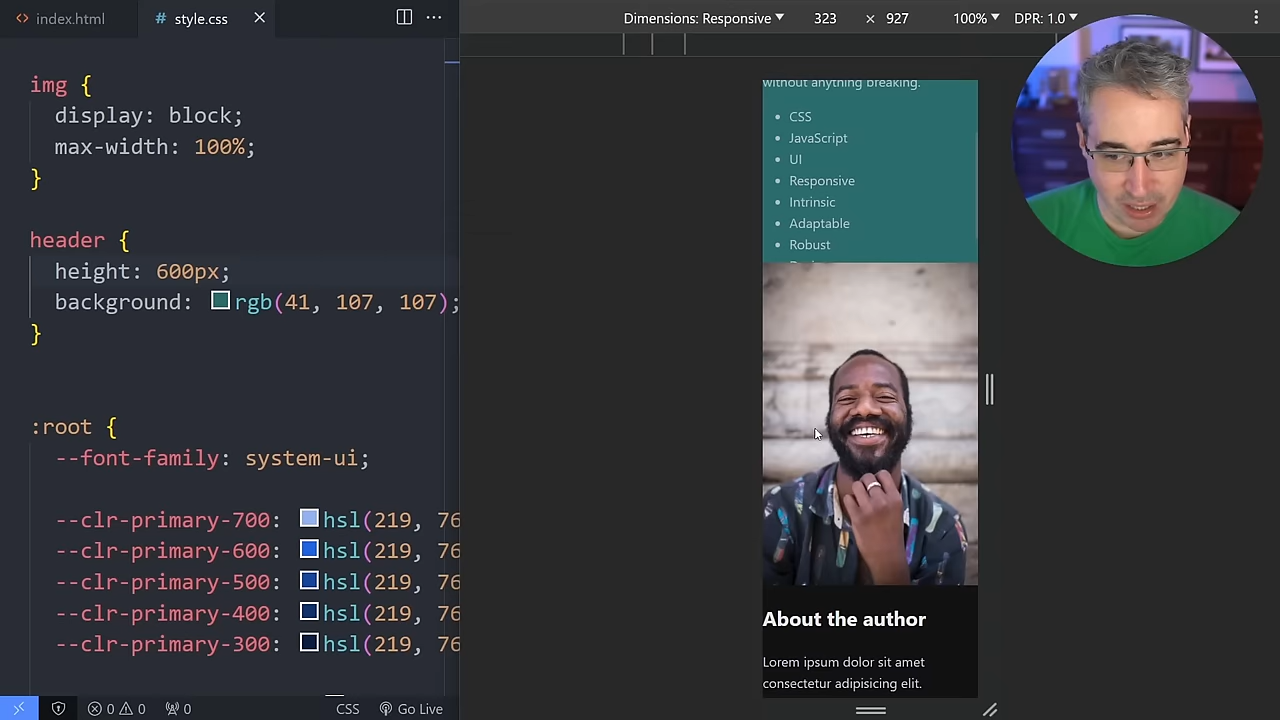 index.html
style.css
Dimensions: Responsive
323 × 927
100%
DPR: 1.0
img {
display: block;
max-width: 100%;
}
header {
height: 600px;
background: rgb(41, 107, 107);
}
:root {
--font-family: system-ui;
--clr-primary-700: hsl(219, 76
--clr-primary-600: hsl(219, 76
--clr-primary-500: hsl(219, 76
--clr-primary-400: hsl(219, 76
--clr-primary-300: hsl(219, 76
0
0
0
CSS
Go Live
without anything breaking.
• CSS
• JavaScript
• UI
• Responsive
• Intrinsic
• Adaptable
• Robust
About the author
Lorem ipsum dolor sit amet
consectetur adipisicing elit.